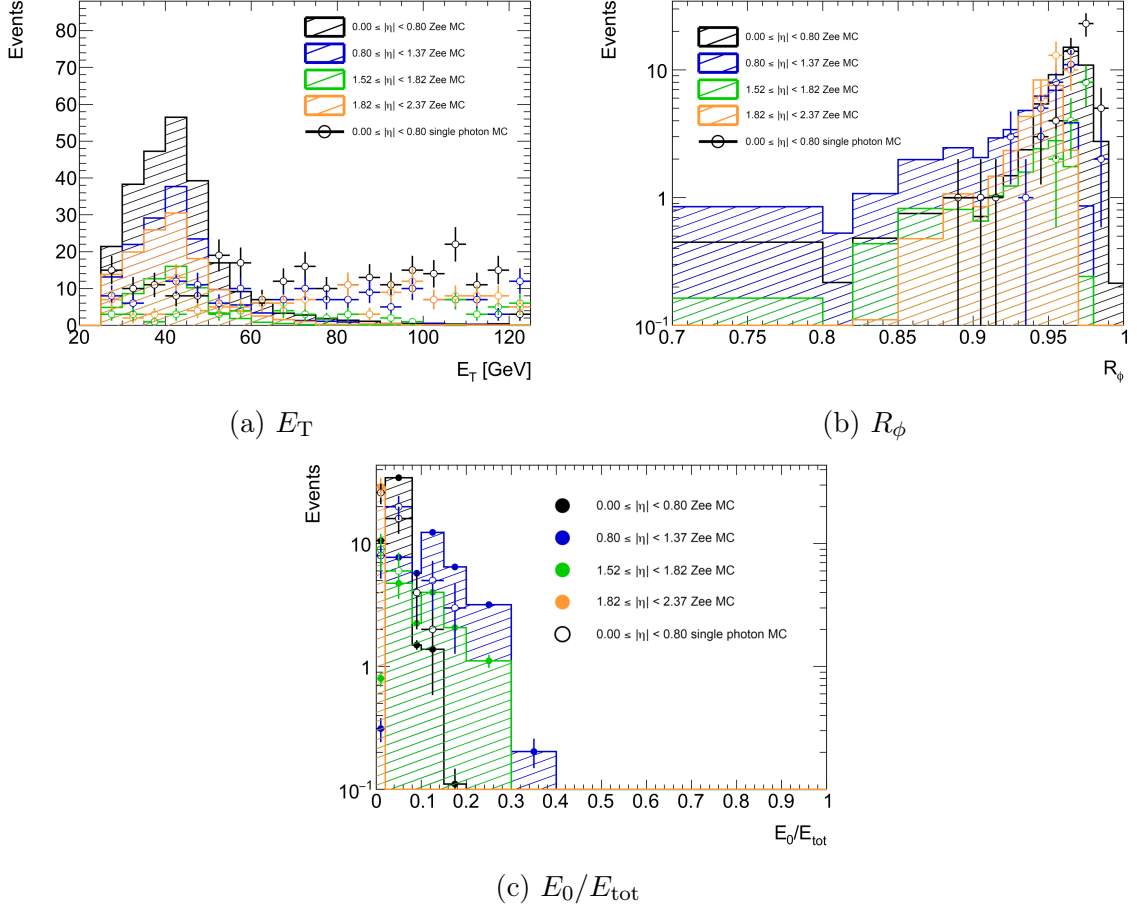 Events
80
70
60
50
40
30
20
10
0
20 40 60 80 100 120
E_T [GeV]
0.00 ≤ |η| < 0.80 Zee MC
0.80 ≤ |η| < 1.37 Zee MC
1.52 ≤ |η| < 1.82 Zee MC
1.82 ≤ |η| < 2.37 Zee MC
0.00 ≤ |η| < 0.80 single photon MC
(a) E_T
Events
10
1
10⁻¹
0.7 0.75 0.8 0.85 0.9 0.95 1
R_ϕ
0.00 ≤ |η| < 0.80 Zee MC
0.80 ≤ |η| < 1.37 Zee MC
1.52 ≤ |η| < 1.82 Zee MC
1.82 ≤ |η| < 2.37 Zee MC
0.00 ≤ |η| < 0.80 single photon MC
(b) R_ϕ
Events
10
1
10⁻¹
0 0.1 0.2 0.3 0.4 0.5 0.6 0.7 0.8 0.9 1
E_0/E_tot
0.00 ≤ |η| < 0.80 Zee MC
0.80 ≤ |η| < 1.37 Zee MC
1.52 ≤ |η| < 1.82 Zee MC
1.82 ≤ |η| < 2.37 Zee MC
0.00 ≤ |η| < 0.80 single photon MC
(c) E_0/E_tot